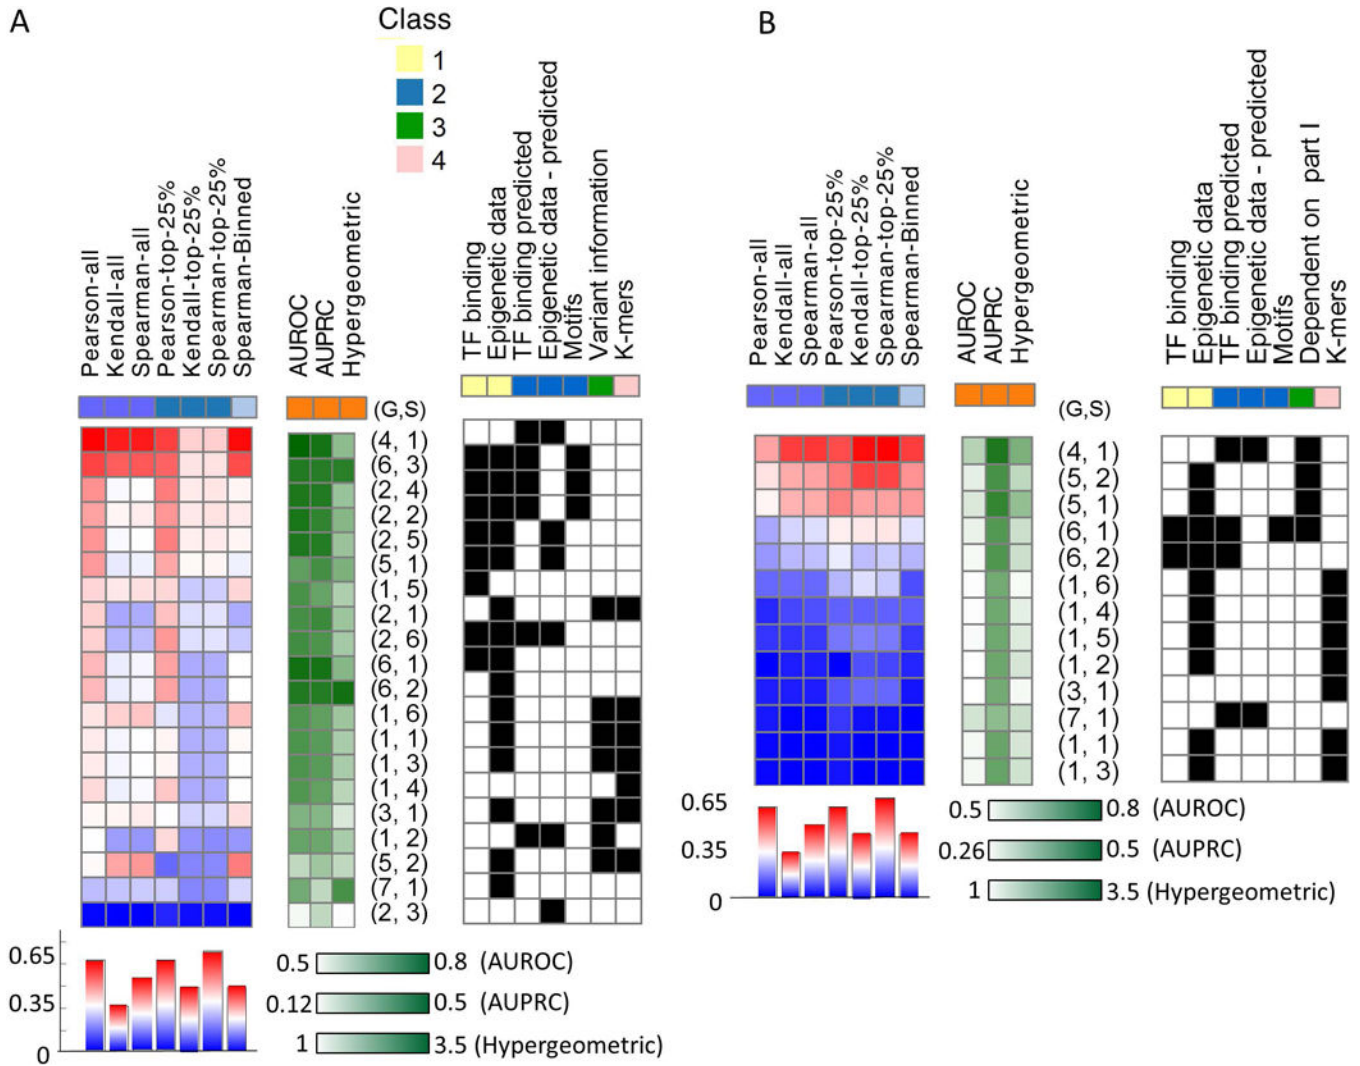 A
Class
1
2
3
4
Pearson-all
Kendall-all
Spearman-all
Pearson-top-25%
Kendall-top-25%
Spearman-top-25%
Spearman-Binned
AUROC
AUPRC
Hypergeometric
TF binding
Epigenetic data
TF binding predicted
Epigenetic data - predicted
Motifs
Variant information
K-mers
(G,S)
(4, 1)
(6, 3)
(2, 4)
(2, 2)
(2, 5)
(5, 1)
(1, 5)
(2, 1)
(2, 6)
(6, 1)
(6, 2)
(1, 6)
(1, 1)
(1, 3)
(1, 4)
(3, 1)
(1, 2)
(5, 2)
(7, 1)
(2, 3)
0.65
0.35
0
0.5 0.8 (AUROC)
0.12 0.5 (AUPRC)
1 3.5 (Hypergeometric)
B
Pearson-all
Kendall-all
Spearman-all
Pearson-top-25%
Kendall-top-25%
Spearman-top-25%
Spearman-Binned
AUROC
AUPRC
Hypergeometric
TF binding
Epigenetic data
TF binding predicted
Epigenetic data - predicted
Motifs
Dependent on part I
K-mers
(G,S)
(4, 1)
(5, 2)
(5, 1)
(6, 1)
(6, 2)
(1, 6)
(1, 4)
(1, 5)
(1, 2)
(3, 1)
(7, 1)
(1, 1)
(1, 3)
0.65
0.35
0
0.5 0.8 (AUROC)
0.26 0.5 (AUPRC)
1 3.5 (Hypergeometric)